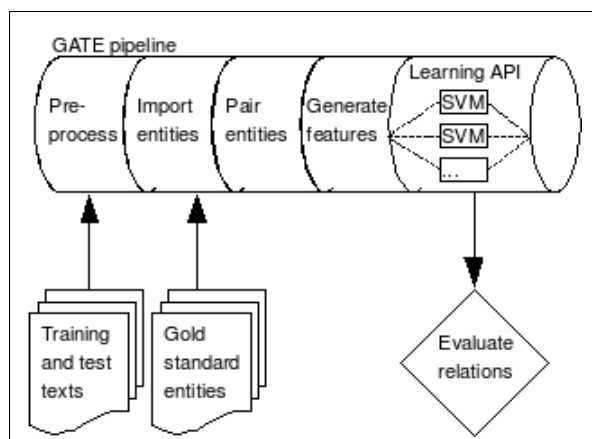 GATE pipeline
Pre-
process
Import
entities
Pair
entities
Generate
features
Learning API
SVM
SVM
...
Training
and test
texts
Gold
standard
entities
Evaluate
relations